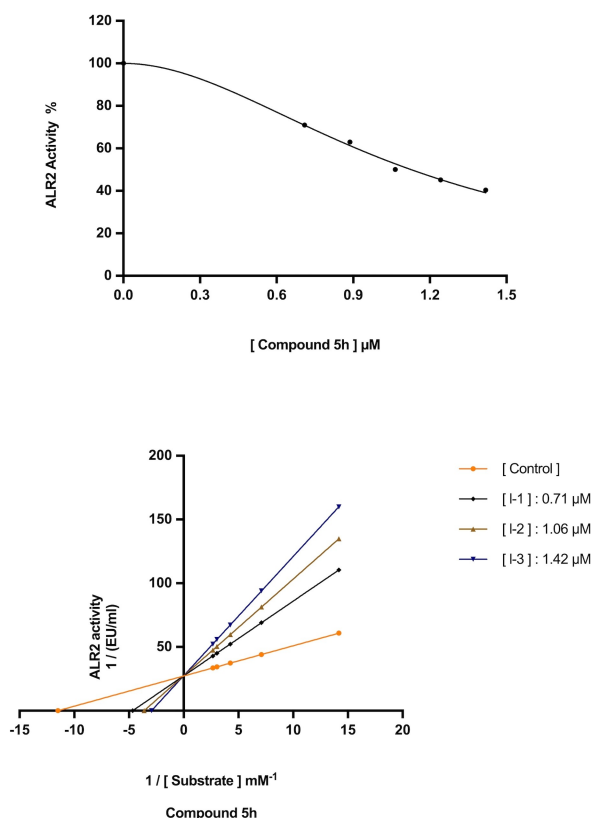 120
100
80
60
40
20
0
ALR2 Activity %
0.0 0.3 0.6 0.9 1.2 1.5
[ Compound 5h ] µM
200
150
100
50
ALR2 activity
1 / (EU/ml)
-15 -10 -5 0 5 10 15 20
1 / [ Substrate ] mM-1
Compound 5h
[ Control ]
[ I-1 ] : 0.71 µM
[ I-2 ] : 1.06 µM
[ I-3 ] : 1.42 µM